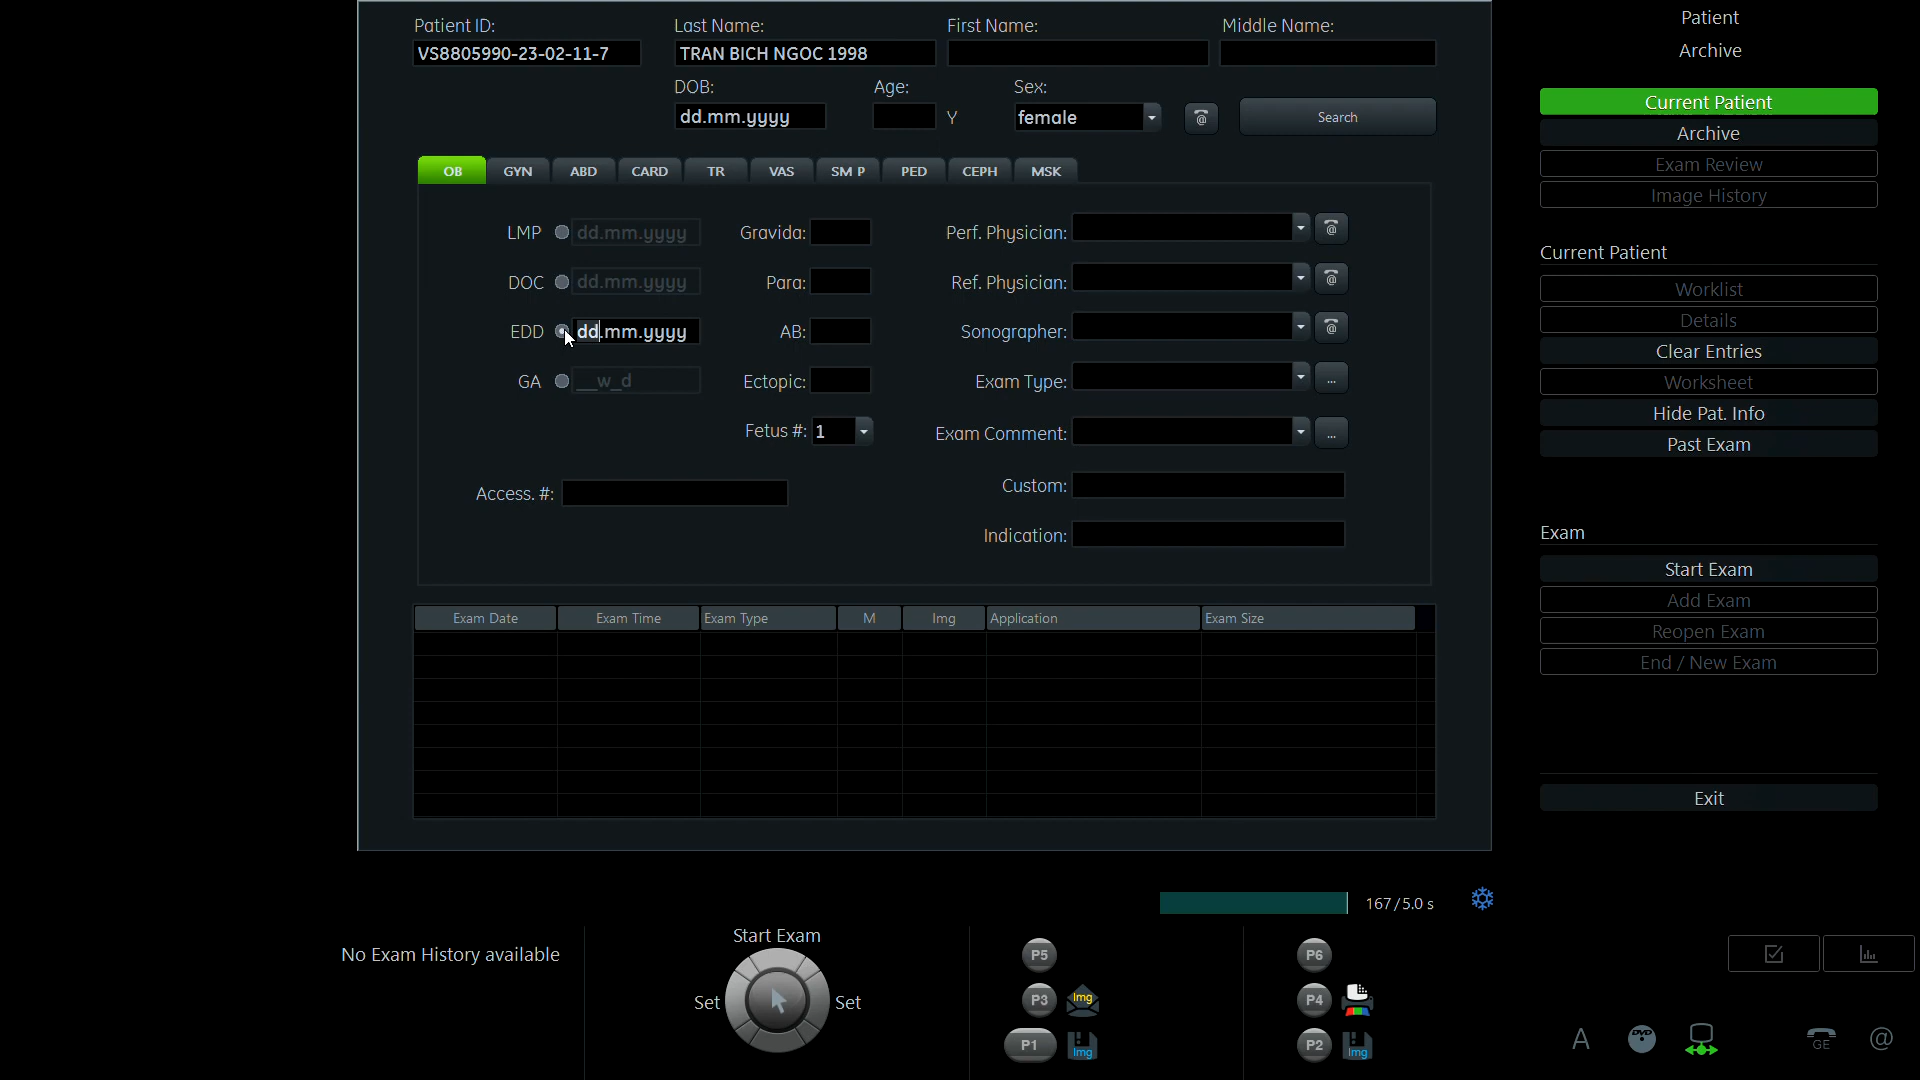 Patient ID: Last Name: First Name: Middle Name:
VS8805990-23-02-11-7 TRAN BICH NGOC 1998
DOB: Age: Sex:
dd.mm.yyyy Y female Search
OB GYN ABD CARD TR VAS SM P PED CEPH MSK
LMP dd.mm.yyyy Gravida: Perf. Physician:
DOC dd.mm.yyyy Para: Ref. Physician:
EDD dd.mm.yyyy AB: Sonographer:
GA __w_d Ectopic: Exam Type: ...
Fetus #: 1 Exam Comment: ...
Access. #: Custom:
Indication:
Exam Date Exam Time Exam Type M Img Application Exam Size
Patient
Archive
Current Patient
Archive
Exam Review
Image History
Current Patient
Worklist
Details
Clear Entries
Worksheet
Hide Pat. Info
Past Exam
Exam
Start Exam
Add Exam
Reopen Exam
End / New Exam
Exit
167/5.0 s
No Exam History available
Start Exam
Set Set
P5 P6
P3 Img P4
P1 Img P2 Img
A DVD GE @